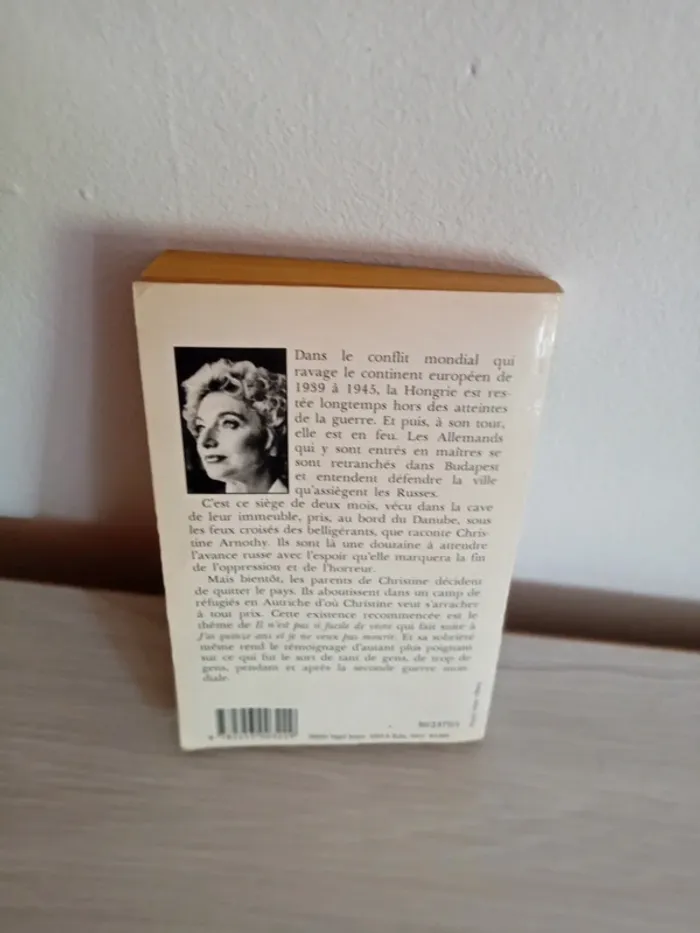 Dans le conflit mondial qui
ravage le continent européen de
1939 à 1945, la Hongrie est res-
tée longtemps hors des atteintes
de la guerre. Et puis, à son tour,
elle est en feu. Les Allemands
qui y sont entrés en maîtres se
sont retranchés dans Budapest
et entendent défendre la ville
qu'assiègent les Russes.
C'est ce siège de deux mois, vécu dans la cave
de leur immeuble, pris, au bord du Danube, sous
les feux croisés des belligérants, que raconte Chris-
tine Arnothy. Ils sont là une douzaine à attendre
l'avance russe avec l'espoir qu'elle marquera la fin
de l'oppression et de l'horreur.
Mais bientôt, les parents de Christine décident
de quitter le pays. Ils aboutissent dans un camp de
réfugiés en Autriche d'où Christine veut s'arracher
à tout prix. Cette existence recommencée est le
thème de Il n'est pas si facile de vivre qui fait suite à
J'ai quinze ans et je ne veux pas mourir. Et sa sobriété
même rend le témoignage d'autant plus poignant
sur ce qui fut le sort de tant de gens, de trop de
gens, pendant et après la seconde guerre mon-
diale.